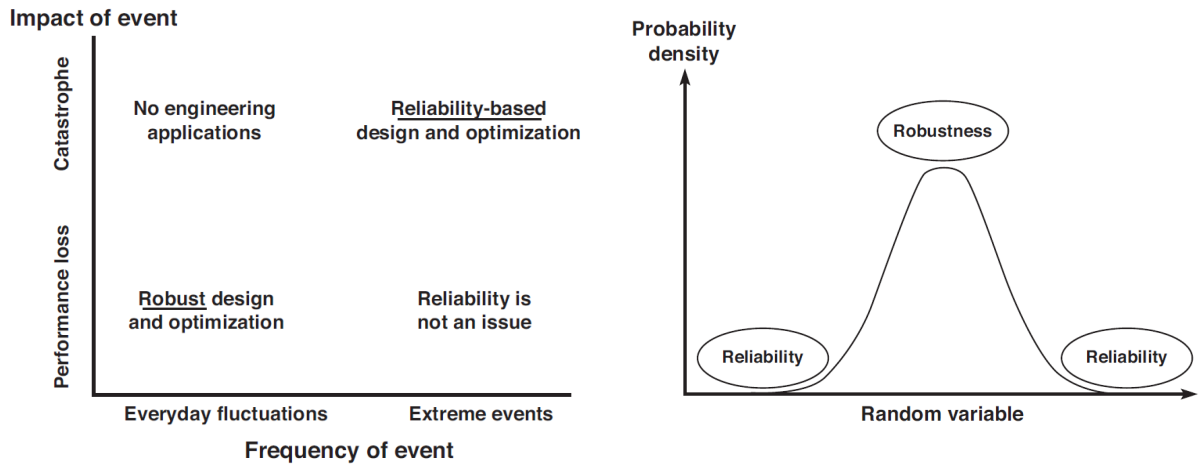 Impact of event
Catastrophe
Performance loss
No engineering
applications
Reliability-based
design and optimization
Robust design
and optimization
Reliability is
not an issue
Everyday fluctuations
Extreme events
Frequency of event
Probability
density
Robustness
Reliability
Reliability
Random variable